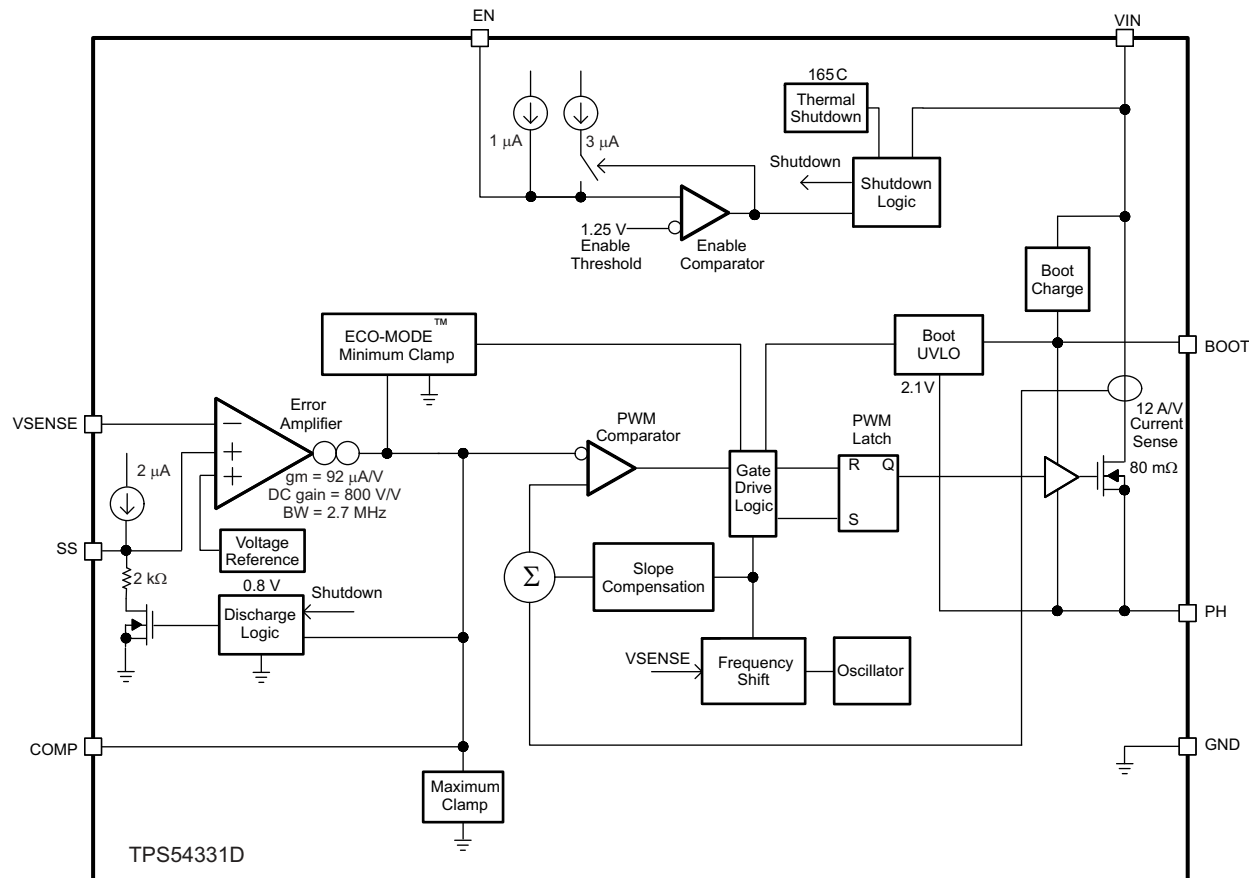 EN
VIN
165C
Thermal
Shutdown
1 μA
3 μA
Shutdown
Shutdown
Logic
1.25 V
Enable
Threshold
Enable
Comparator
Boot
Charge
ECO-MODE™
Minimum Clamp
Boot
UVLO
BOOT
2.1V
VSENSE
Error
Amplifier
PWM
Comparator
PWM
Latch
12 A/V
Current
Sense
80 mΩ
2 μA
gm = 92 μA/V
DC gain = 800 V/V
BW = 2.7 MHz
Gate
Drive
Logic
R Q
S
SS
Voltage
Reference
0.8 V
2 kΩ
Σ
Slope
Compensation
Shutdown
Discharge
Logic
PH
VSENSE
Frequency
Shift
Oscillator
COMP
GND
Maximum
Clamp
TPS54331D